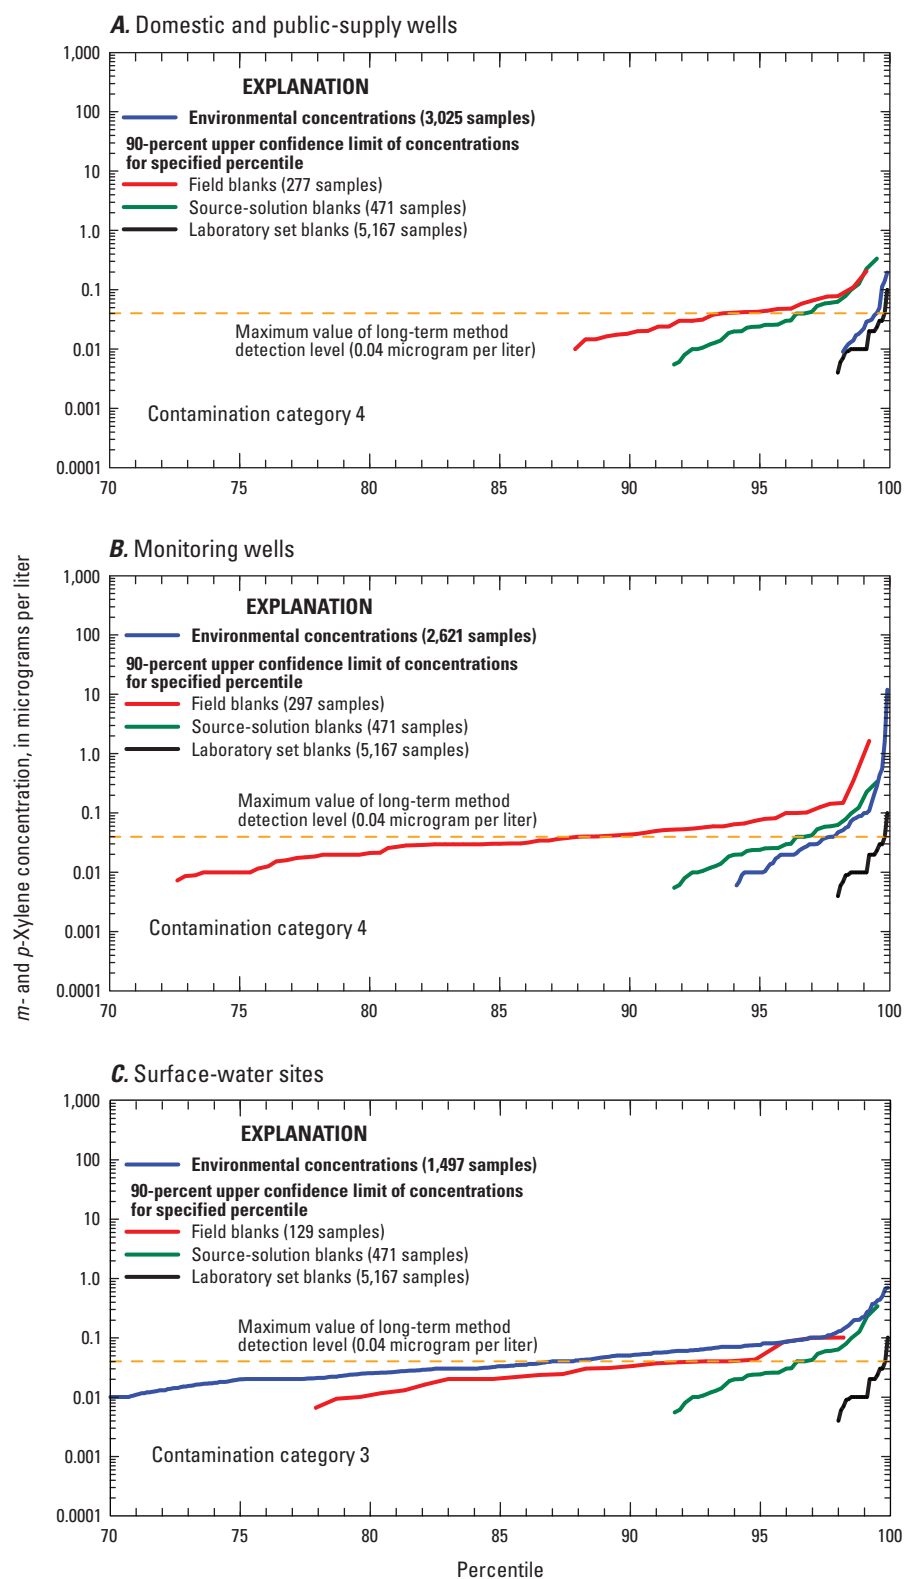 A. Domestic and public-supply wells
1,000
EXPLANATION
100
Environmental concentrations (3,025 samples)
90-percent upper confidence limit of concentrations
for specified percentile
10
Field blanks (277 samples)
Source-solution blanks (471 samples)
1.0
Laboratory set blanks (5,167 samples)
0.1
Maximum value of long-term method
detection level (0.04 microgram per liter)
0.01
0.001
Contamination category 4
0.0001
70 75 80 85 90 95 100
m- and p-Xylene concentration, in micrograms per liter
B. Monitoring wells
1,000
EXPLANATION
100
Environmental concentrations (2,621 samples)
90-percent upper confidence limit of concentrations
for specified percentile
10
Field blanks (297 samples)
Source-solution blanks (471 samples)
1.0
Laboratory set blanks (5,167 samples)
Maximum value of long-term method
0.1
detection level (0.04 microgram per liter)
0.01
Contamination category 4
0.001
0.0001
70 75 80 85 90 95 100
C. Surface-water sites
1,000
EXPLANATION
100
Environmental concentrations (1,497 samples)
90-percent upper confidence limit of concentrations
for specified percentile
10
Field blanks (129 samples)
Source-solution blanks (471 samples)
1.0
Laboratory set blanks (5,167 samples)
Maximum value of long-term method
0.1
detection level (0.04 microgram per liter)
0.01
Contamination category 3
0.001
0.0001
70 75 80 85 90 95 100
Percentile